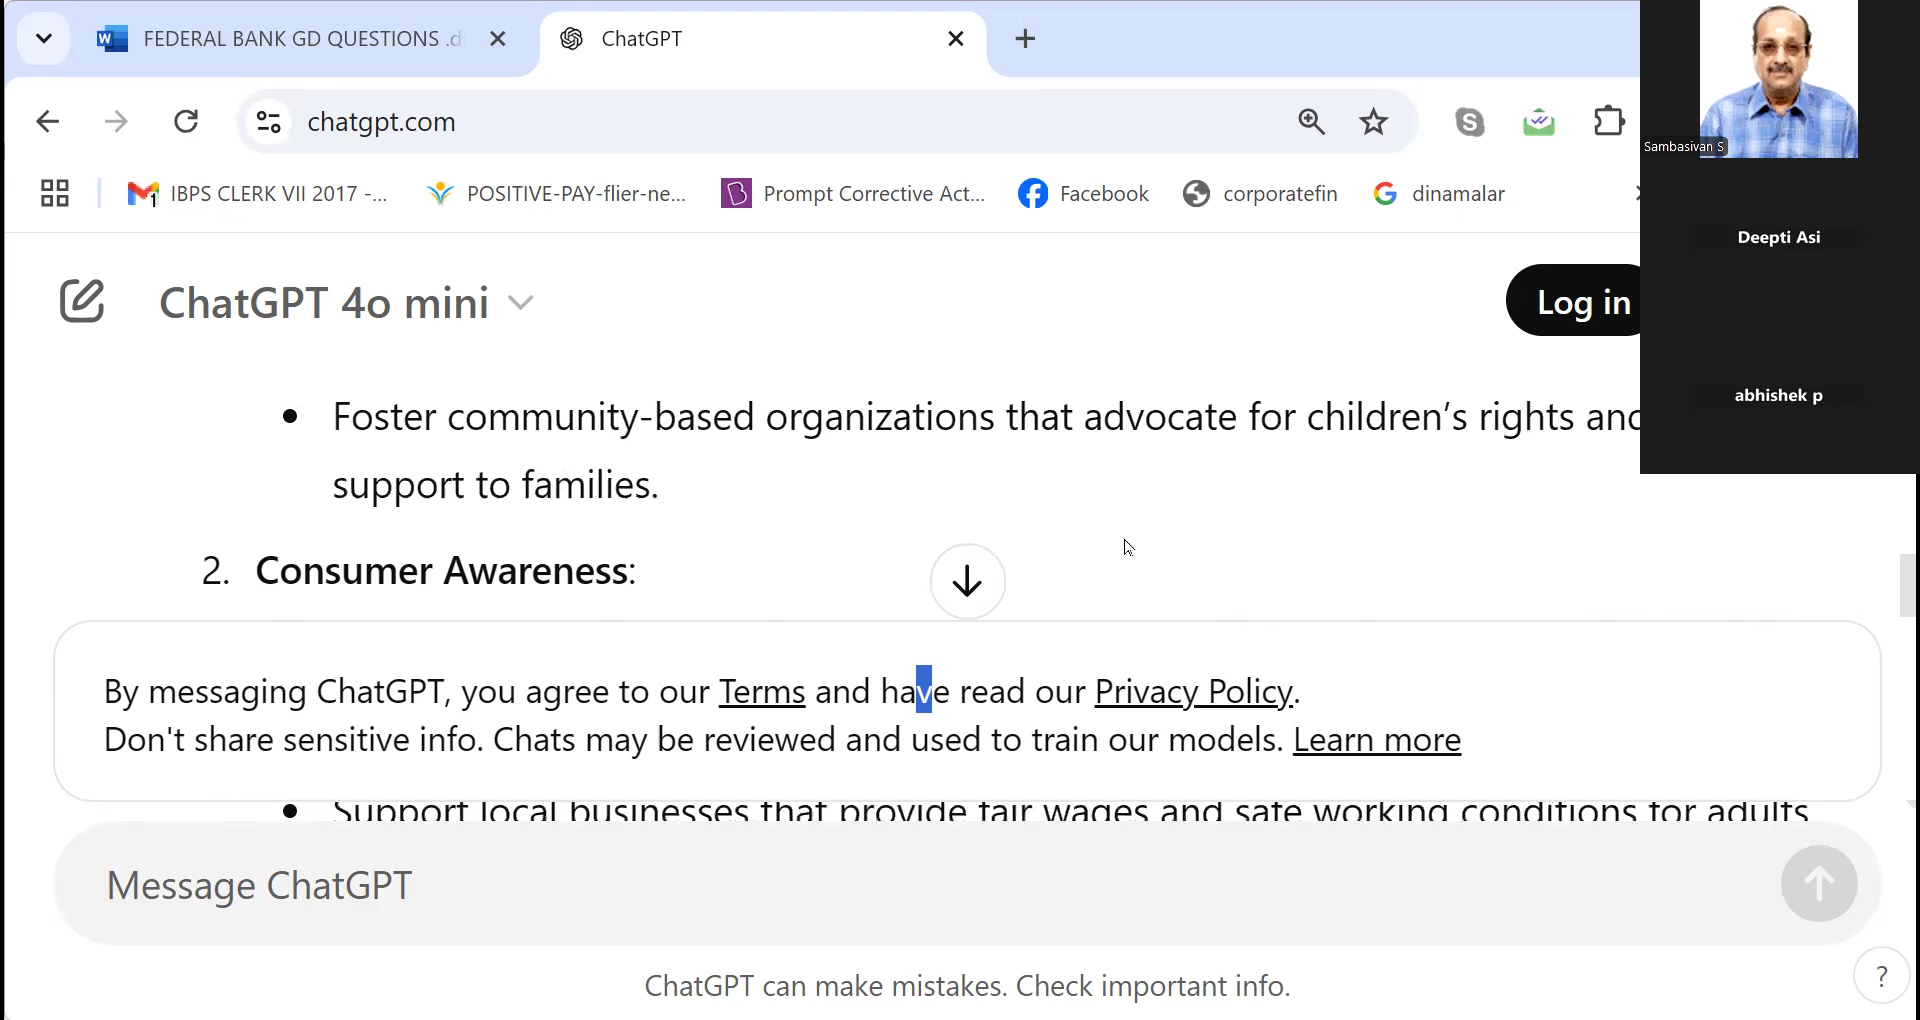 FEDERAL BANK GD QUESTIONS .d
ChatGPT
chatgpt.com
IBPS CLERK VII 2017 -...
POSITIVE-PAY-flier-ne...
Prompt Corrective Act...
Facebook
corporatefin
dinamalar
Sambasivan S
Deepti Asi
abhishek p
ChatGPT 4o mini
Log in
• Foster community-based organizations that advocate for children’s rights and
support to families.
2. Consumer Awareness:
By messaging ChatGPT, you agree to our Terms and have read our Privacy Policy.
Don't share sensitive info. Chats may be reviewed and used to train our models. Learn more
• Support local businesses that provide fair wages and safe working conditions for adults
Message ChatGPT
ChatGPT can make mistakes. Check important info.
?